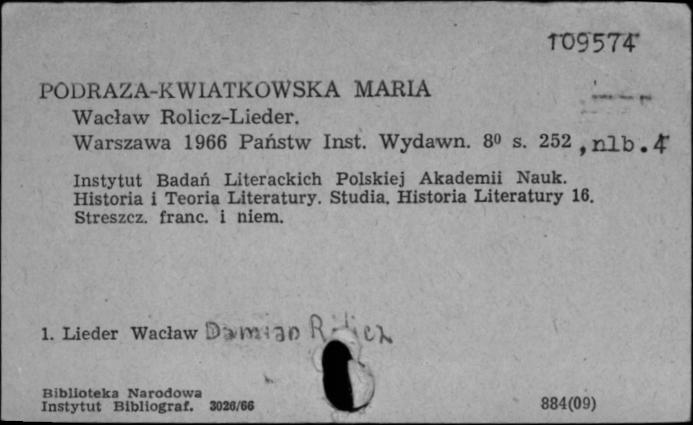 109574
PODRAZA-KWIATKOWSKA MARIA
Wacław Rolicz-Lieder.
Warszawa 1966 Państw Inst. Wydawn. 8⁰ s. 252, nlb. 4
Instytut Badań Literackich Polskiej Akademii Nauk.
Historia i Teoria Literatury. Studia. Historia Literatury 16.
Streszcz. franc. i niem.
1. Lieder Wacław Damian Rolicz
Biblioteka Narodowa
Instytut Bibliograf. 3026/66
884(09)